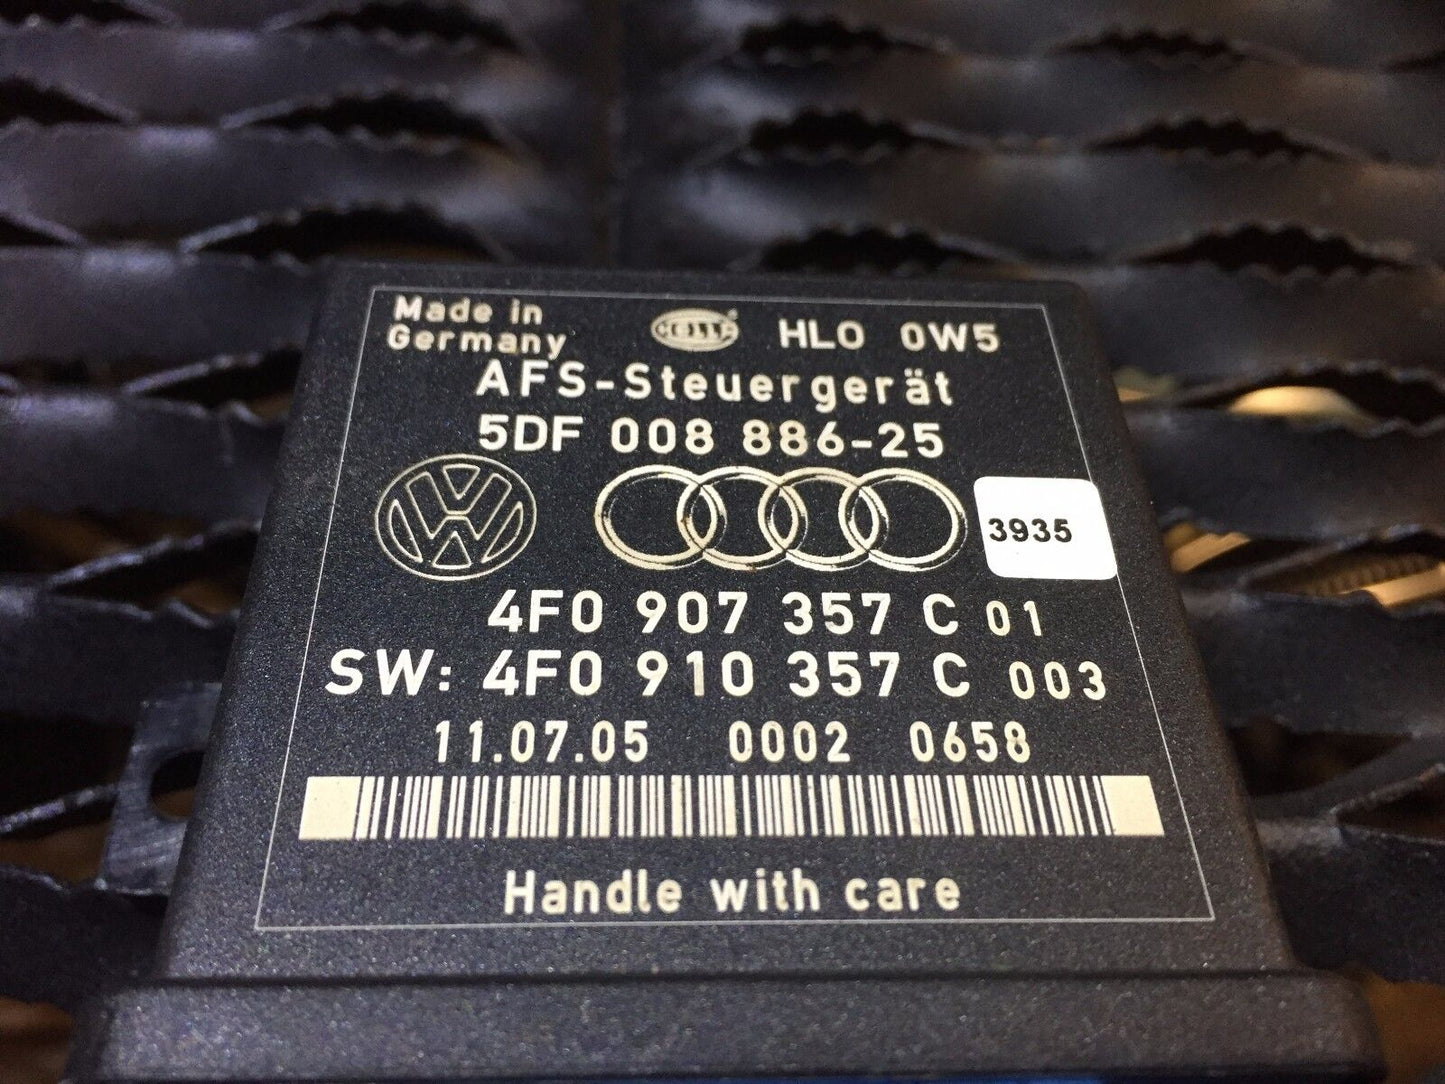 Made in
Germany
HELLA HLO 0W5
AFS-Steuergerät
5DF 008 886-25
3935
4F0 907 357 C 01
SW: 4F0 910 357 C 003
11.07.05 0002 0658
Handle with care